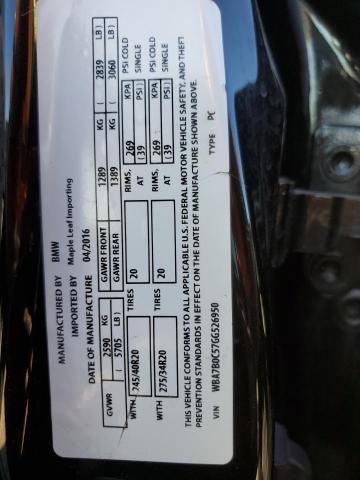 MANUFACTURED BY BMW
IMPORTED BY Maple Leaf Importing
DATE OF MANUFACTURE 04/2016
GVWR 2590 KG GAWR FRONT 1289 KG ( 2839 LB )
( 5705 LB ) GAWR REAR 1389 KG ( 3060 LB )
WITH 245/40R20 TIRES 20 RIMS, 269 KPA PSI COLD
AT ( 39 PSI ) SINGLE
WITH 275/34R20 TIRES 20 RIMS, 269 KPA PSI COLD
AT ( 39 PSI ) SINGLE
THIS VEHICLE CONFORMS TO ALL APPLICABLE U.S. FEDERAL MOTOR VEHICLE SAFETY, AND THEFT
PREVENTION STANDARDS IN EFFECT ON THE DATE OF MANUFACTURE SHOWN ABOVE.
VIN WBA7B0C57GG526950 TYPE PC